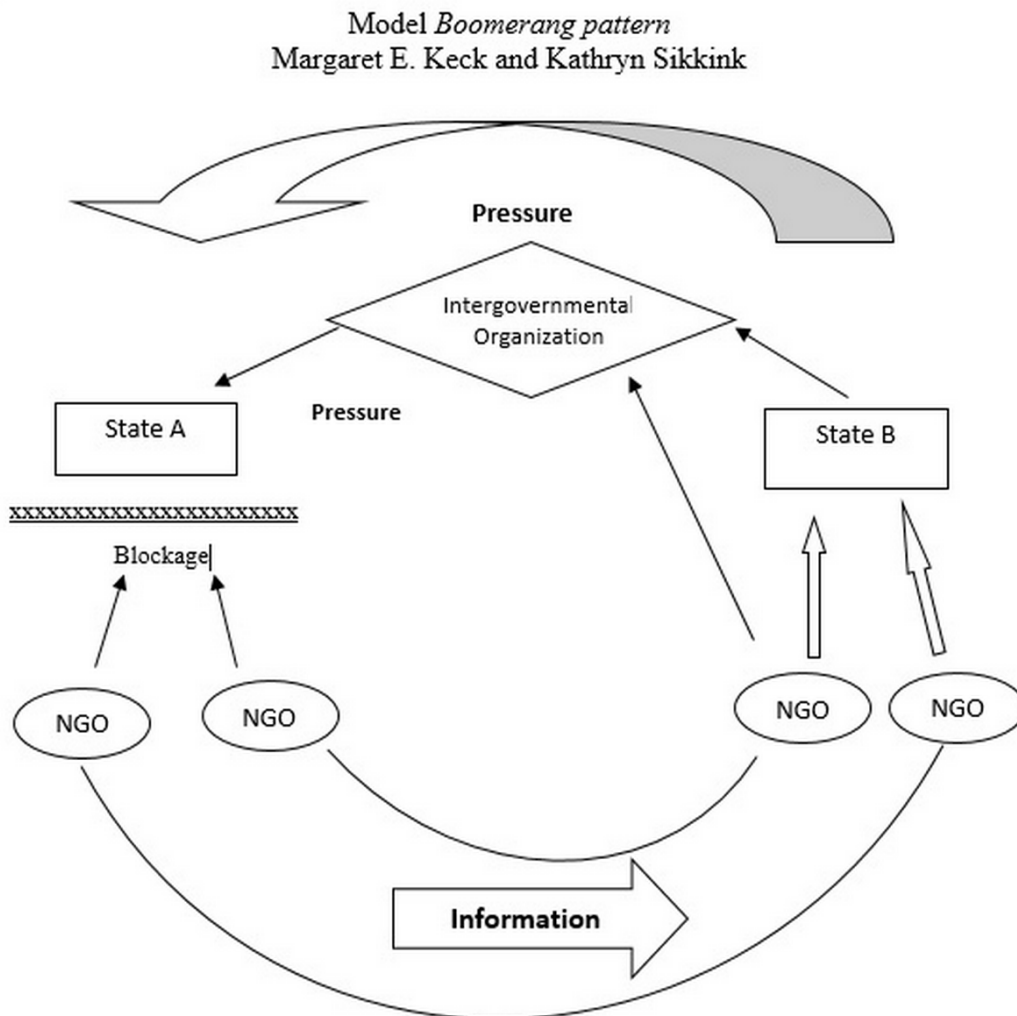 Model Boomerang pattern
Margaret E. Keck and Kathryn Sikkink
Pressure
Intergovernmental
Organization
State A
Pressure
State B
xxxxxxxxxxxxxxxxxxxxxxx
Blockage
NGO
NGO
NGO
NGO
Information